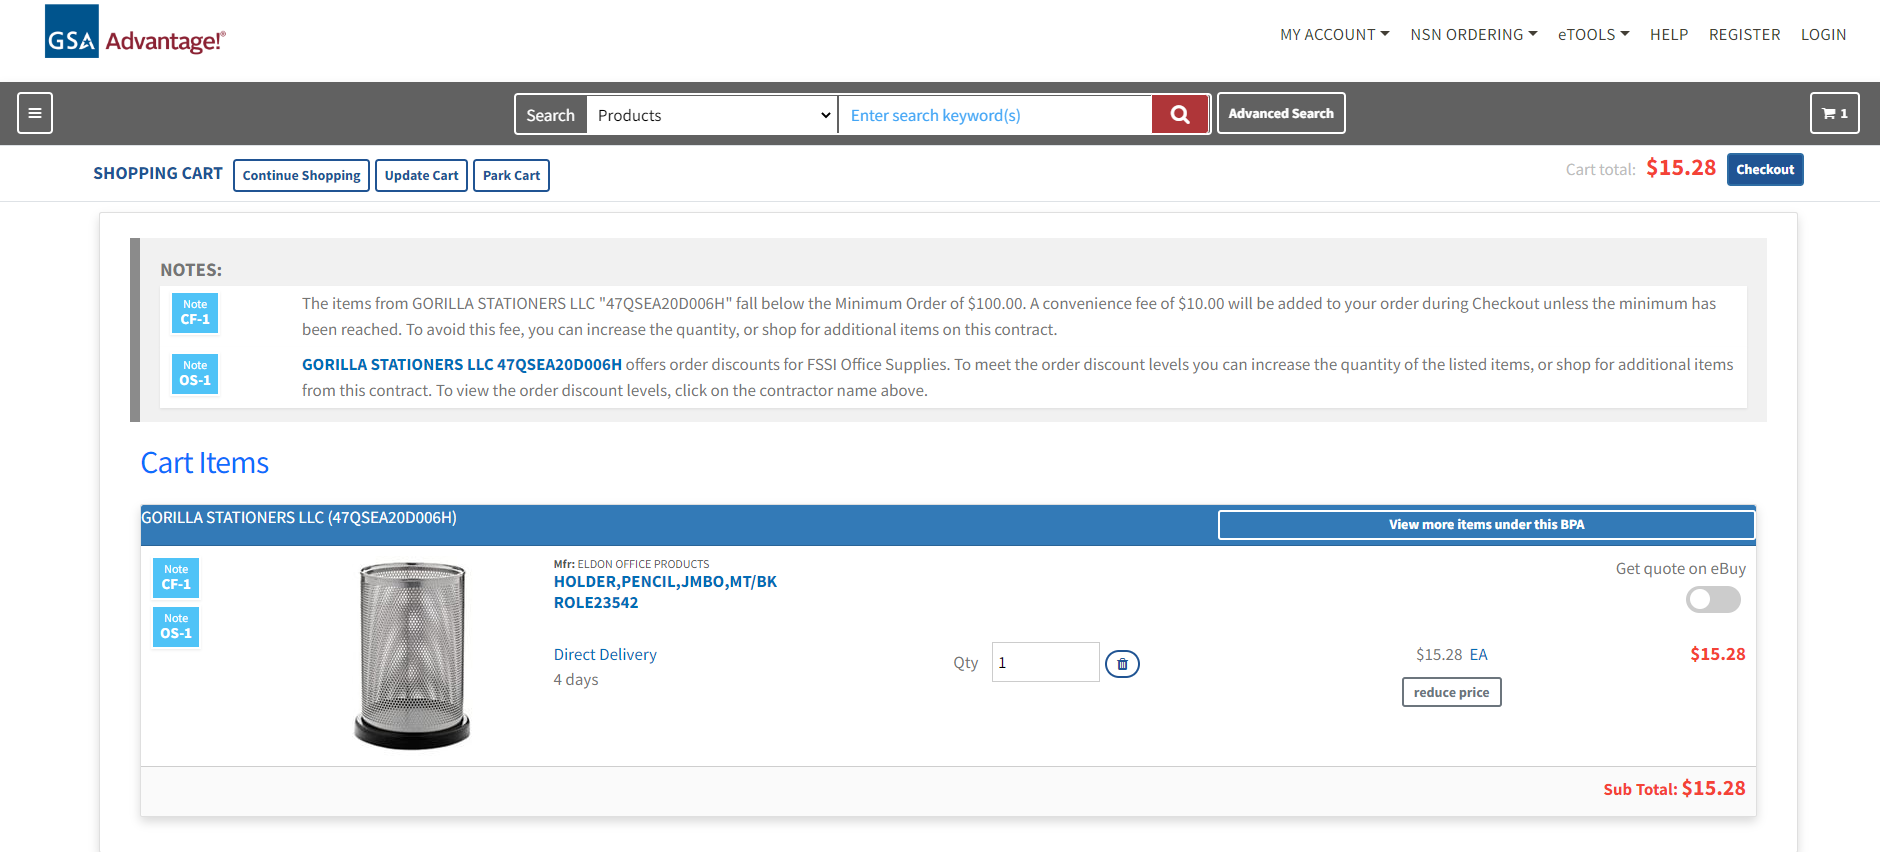 GSA Advantage!®
MY ACCOUNT NSN ORDERING eTOOLS HELP REGISTER LOGIN
Search Products Enter search keyword(s) Advanced Search 1
SHOPPING CART Continue Shopping Update Cart Park Cart Cart total: $15.28 Checkout
NOTES:
Note
CF-1
The items from GORILLA STATIONERS LLC "47QSEA20D006H" fall below the Minimum Order of $100.00. A convenience fee of $10.00 will be added to your order during Checkout unless the minimum has
been reached. To avoid this fee, you can increase the quantity, or shop for additional items on this contract.
Note
OS-1
GORILLA STATIONERS LLC 47QSEA20D006H offers order discounts for FSSI Office Supplies. To meet the order discount levels you can increase the quantity of the listed items, or shop for additional items
from this contract. To view the order discount levels, click on the contractor name above.
Cart Items
GORILLA STATIONERS LLC (47QSEA20D006H) View more items under this BPA
Note
CF-1
Note
OS-1
Mfr: ELDON OFFICE PRODUCTS
HOLDER,PENCIL,JMBO,MT/BK
ROLE23542
Get quote on eBuy
Direct Delivery
4 days
Qty 1
$15.28 EA
reduce price
$15.28
Sub Total: $15.28